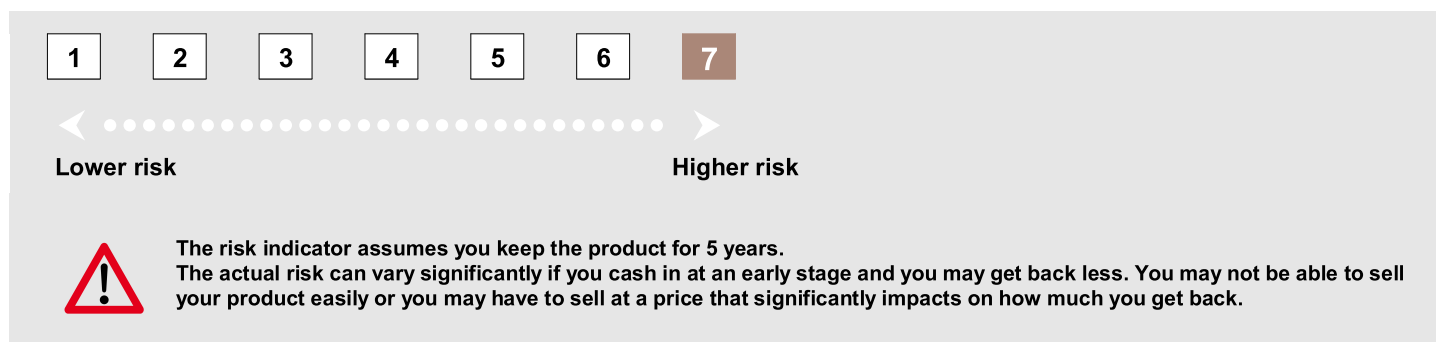 1 2 3 4 5 6 7
Lower risk Higher risk
The risk indicator assumes you keep the product for 5 years.
The actual risk can vary significantly if you cash in at an early stage and you may get back less. You may not be able to sell
your product easily or you may have to sell at a price that significantly impacts on how much you get back.